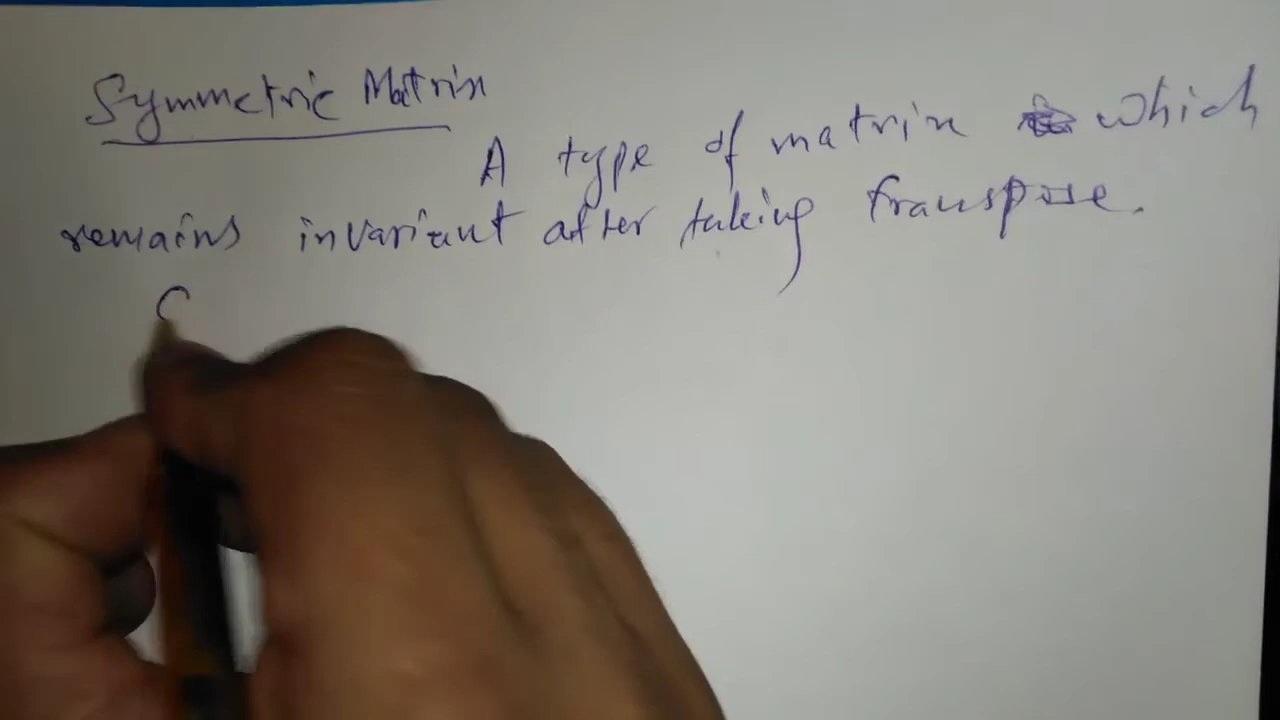 Symmetric Matrix
A type of matrix which
remains invariant after taking transpose.